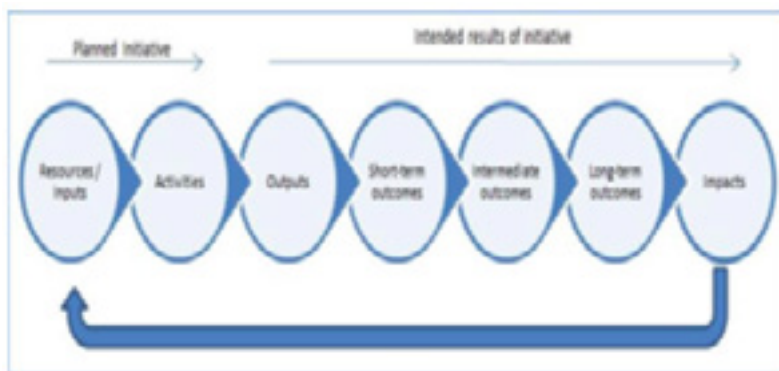 Planned Initiative
Intended results of initiative
Resources /
Inputs
Activities
Outputs
Short-term
outcomes
Intermediate
outcomes
Long-term
outcomes
Impacts